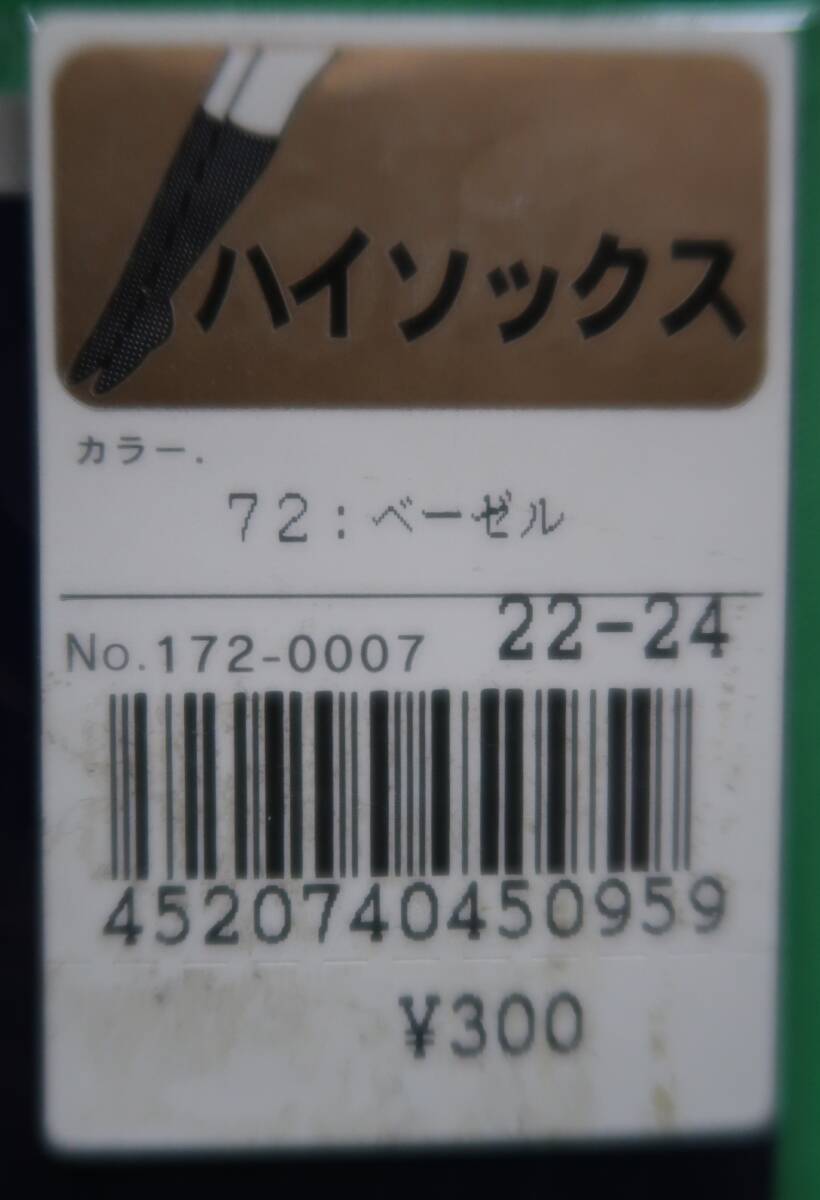 ハイソックス
カラー.
72:ベーゼル
No.172-0007 22-24
4520740450959
¥300